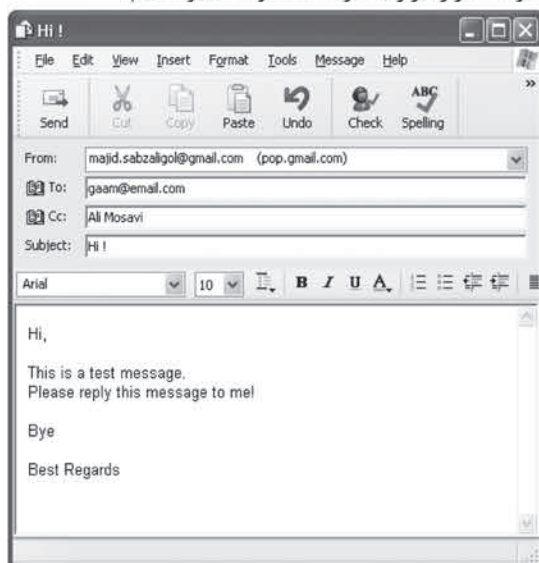 Hi !
File Edit View Insert Format Tools Message Help
Send Cut Copy Paste Undo Check ABC Spelling
From: majid.sabzaligol@gmail.com (pop.gmail.com)
To: gaam@email.com
Cc: Ali Mosavi
Subject: Hi !
Arial 10 B I U A
Hi,
This is a test message.
Please reply this message to me!
Bye
Best Regards